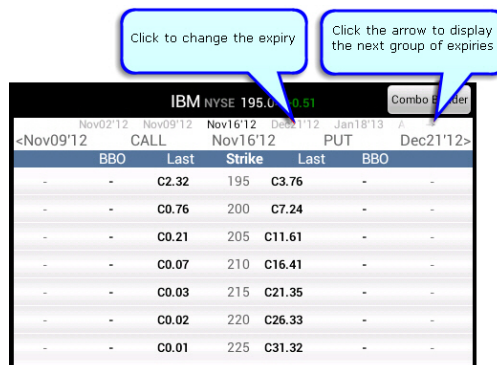 Click to change the expiry
Click the arrow to display
the next group of expiries
IBM NYSE 195.0 0.51
Combo B der
Nov02'12 Nov09'12 Nov16'12 Dec21'12 Jan18'13
<Nov09'12 CALL Nov16'12 PUT Dec21'12>
BBO Last Strike Last BBO
- - C2.32 195 C3.76 - -
- - C0.76 200 C7.24 - -
- - C0.21 205 C11.61 - -
- - C0.07 210 C16.41 - -
- - C0.03 215 C21.35 - -
- - C0.02 220 C26.33 - -
- - C0.01 225 C31.32 - -